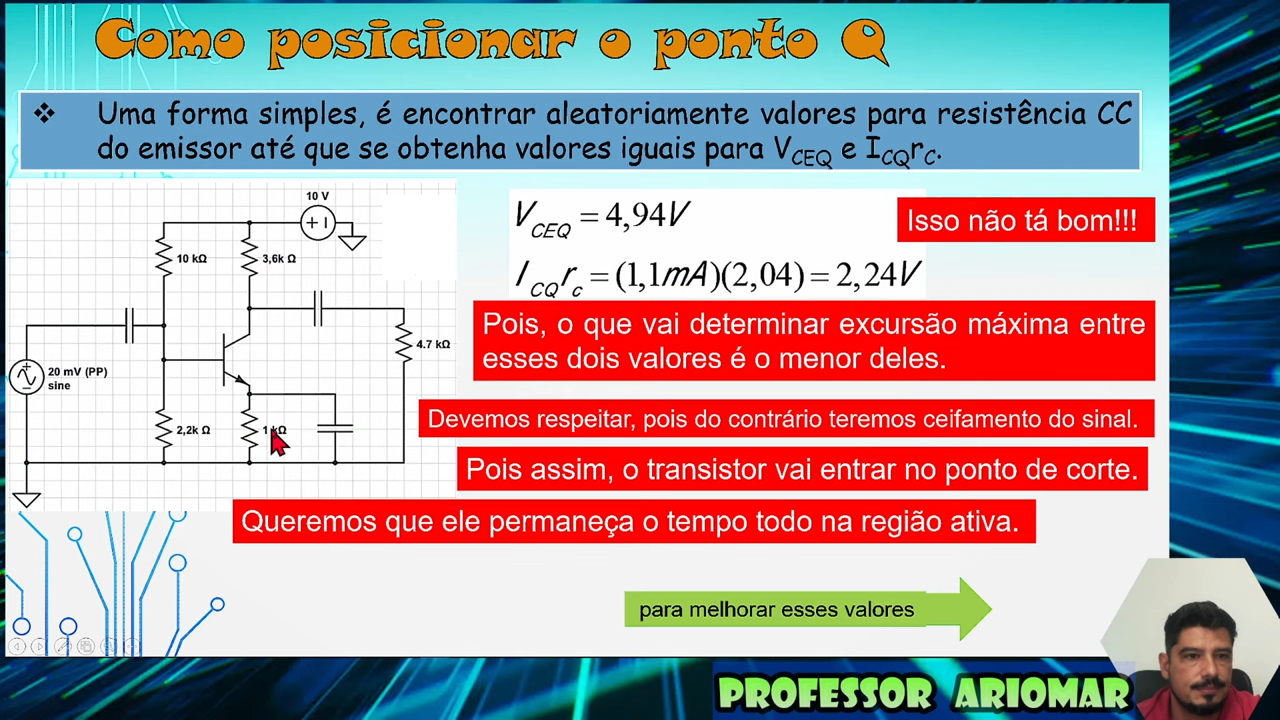 Como posicionar o ponto Q
❖ Uma forma simples, é encontrar aleatoriamente valores para resistência CC
do emissor até que se obtenha valores iguais para VCEQ e ICQrC.
10 V
10 kΩ
3,6k Ω
4.7 kΩ
20 mV (PP)
sine
2,2k Ω
1 kΩ
VCEQ = 4,94V
ICQrc = (1,1mA)(2,04) = 2,24V
Isso não tá bom!!!
Pois, o que vai determinar excursão máxima entre
esses dois valores é o menor deles.
Devemos respeitar, pois do contrário teremos ceifamento do sinal.
Pois assim, o transistor vai entrar no ponto de corte.
Queremos que ele permaneça o tempo todo na região ativa.
para melhorar esses valores
PROFESSOR ARIOMAR